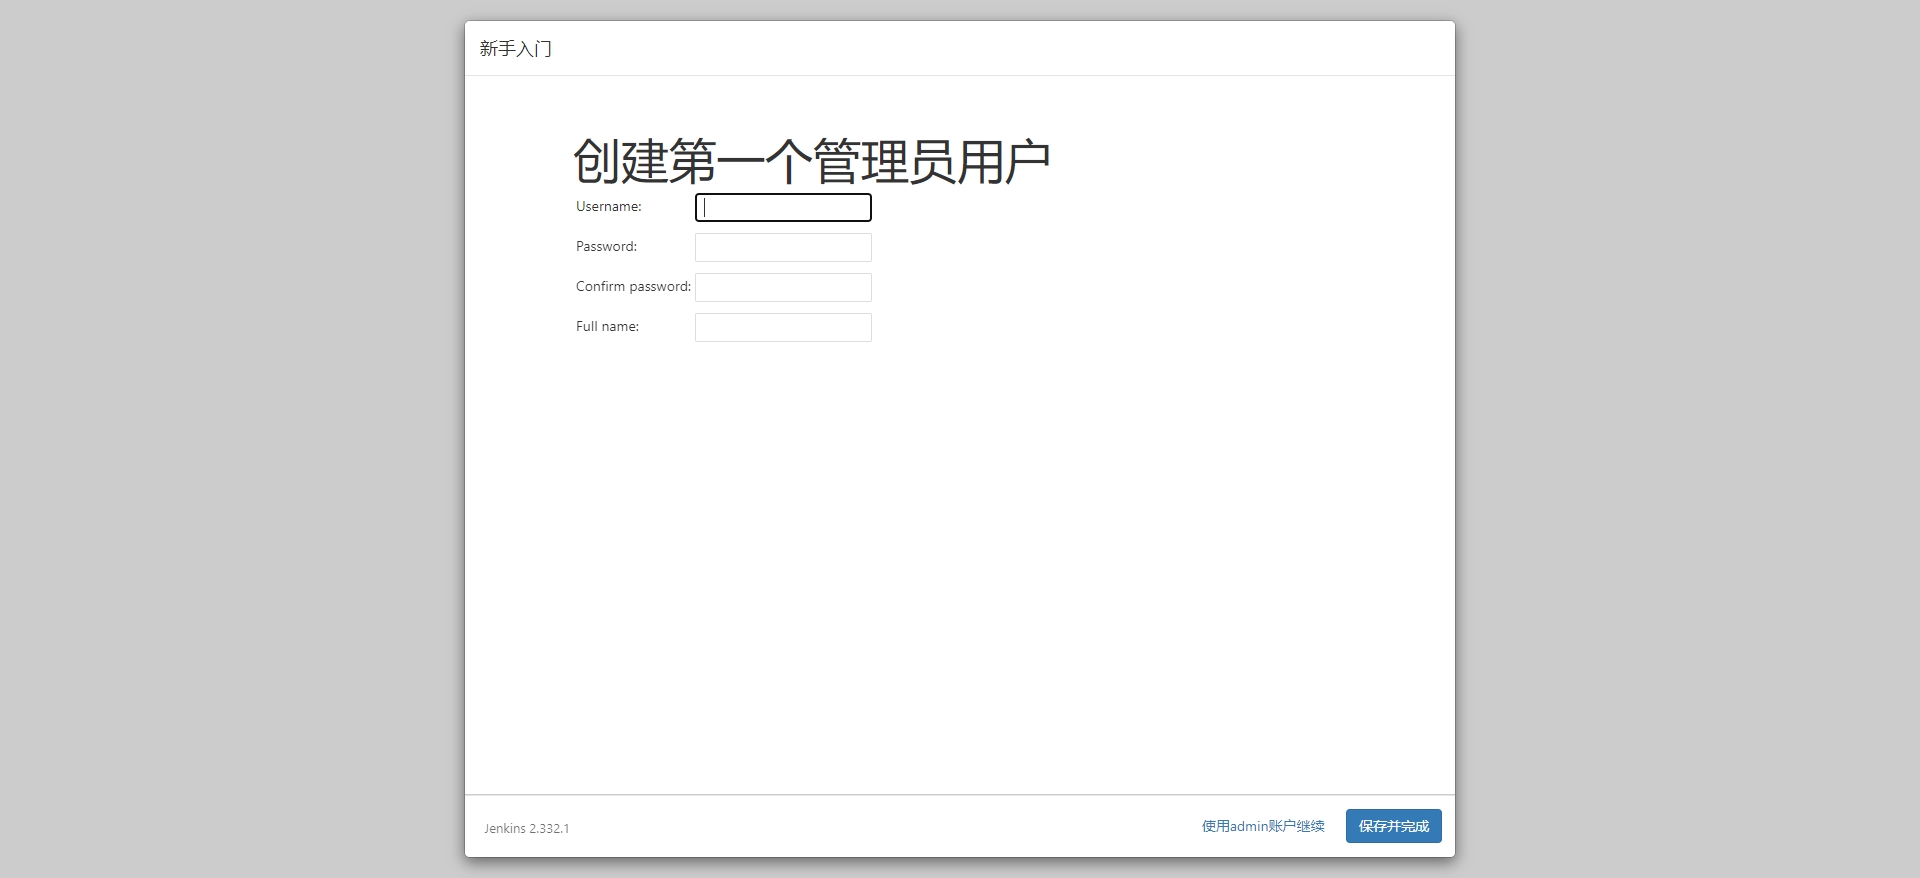 新手入门
创建第一个管理员用户
Username:
Password:
Confirm password:
Full name:
Jenkins 2.332.1
使用admin账户继续
保存并完成